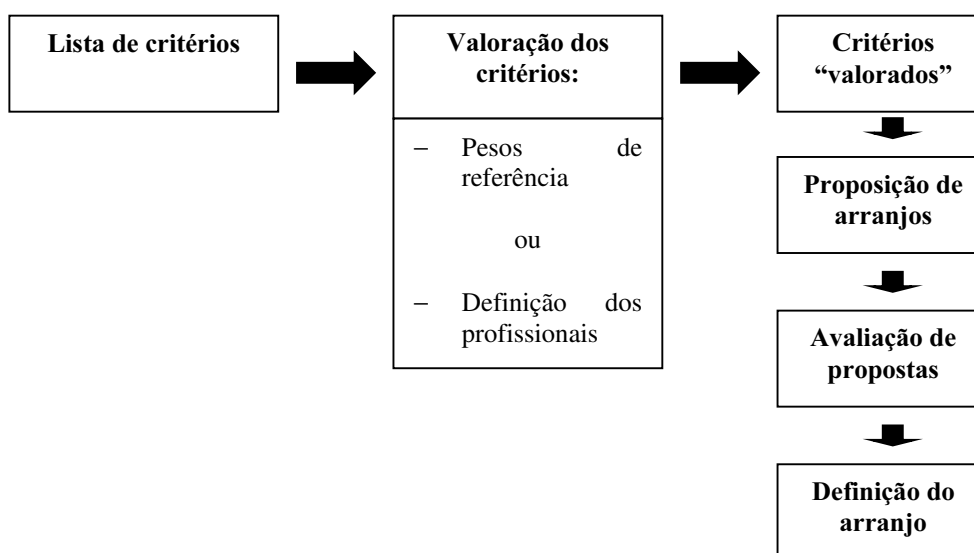 Lista de critérios
Valoração dos
critérios:
– Pesos de
referência
ou
– Definição dos
profissionais
Critérios
“valorados”
Proposição de
arranjos
Avaliação de
propostas
Definição do
arranjo